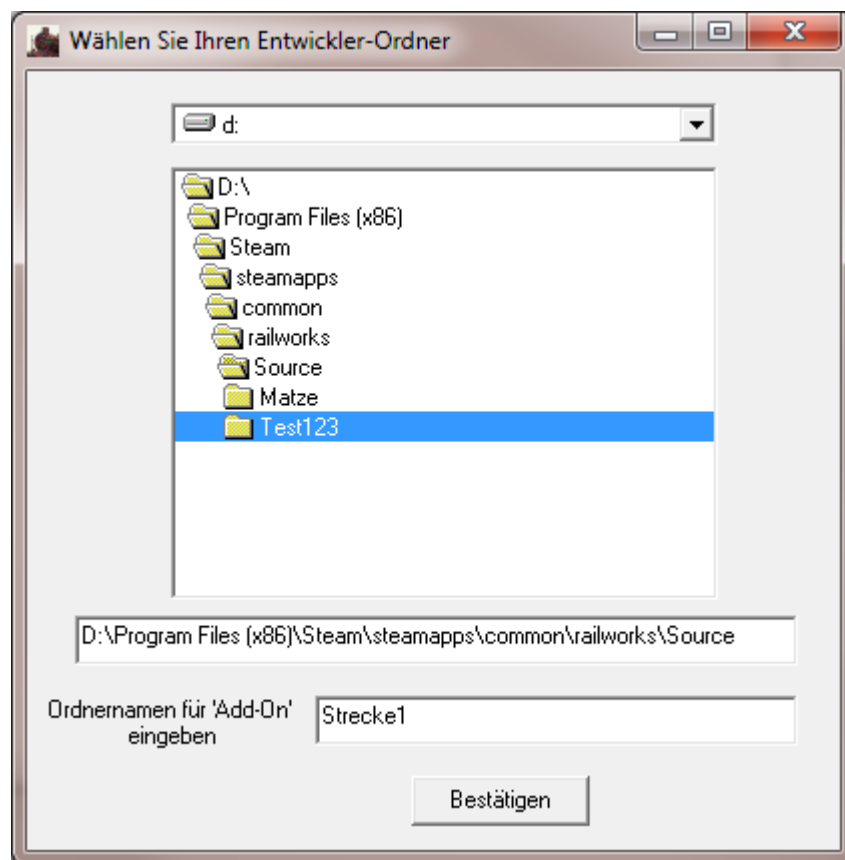 Wählen Sie Ihren Entwickler-Ordner
d:
D:\
Program Files (x86)
Steam
steamapps
common
railworks
Source
Matze
Test123
D:\Program Files (x86)\Steam\steamapps\common\railworks\Source
Ordnernamen für 'Add-On'
eingeben
Strecke1
Bestätigen